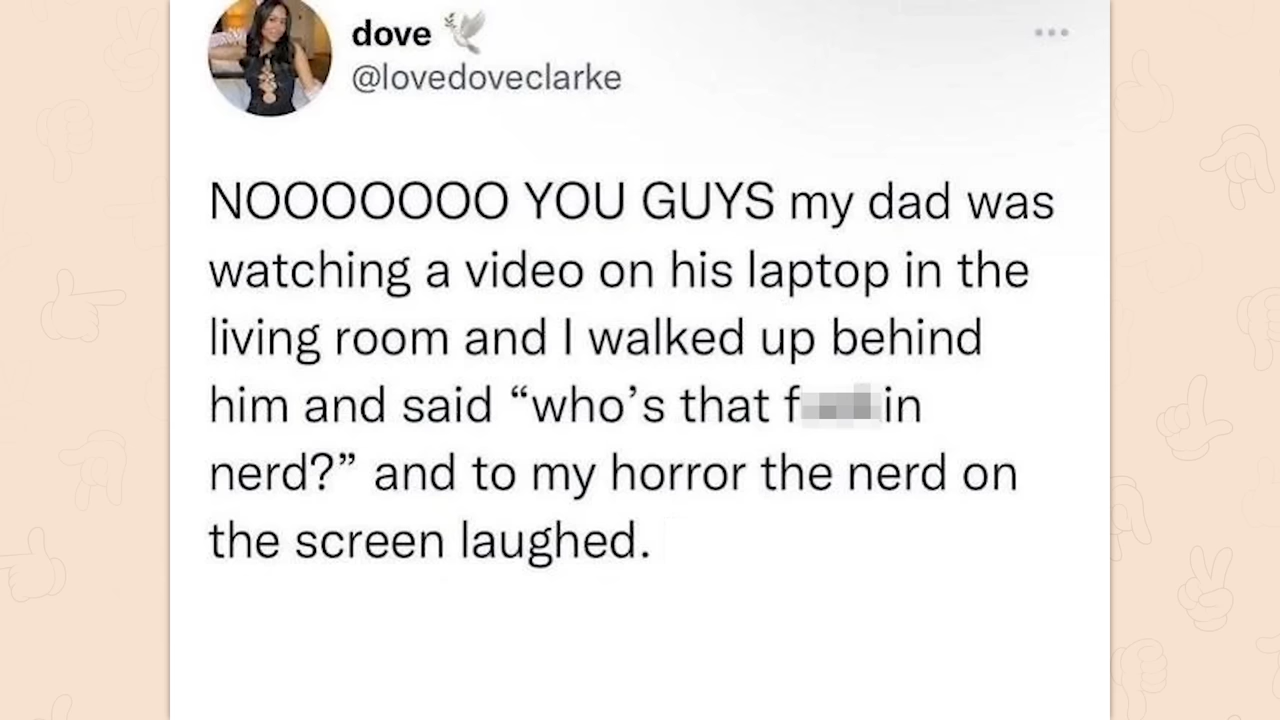 dove 🕊
@lovedoveclarke
NOOOOOOO YOU GUYS my dad was
watching a video on his laptop in the
living room and I walked up behind
him and said “who’s that f in
nerd?” and to my horror the nerd on
the screen laughed.